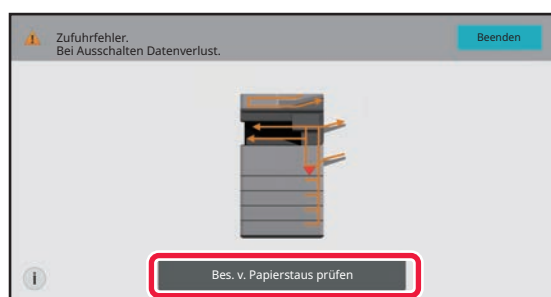 Zufuhrfehler.
Bei Ausschalten Datenverlust.
Beenden
Bes. v. Papierstaus prüfen
i